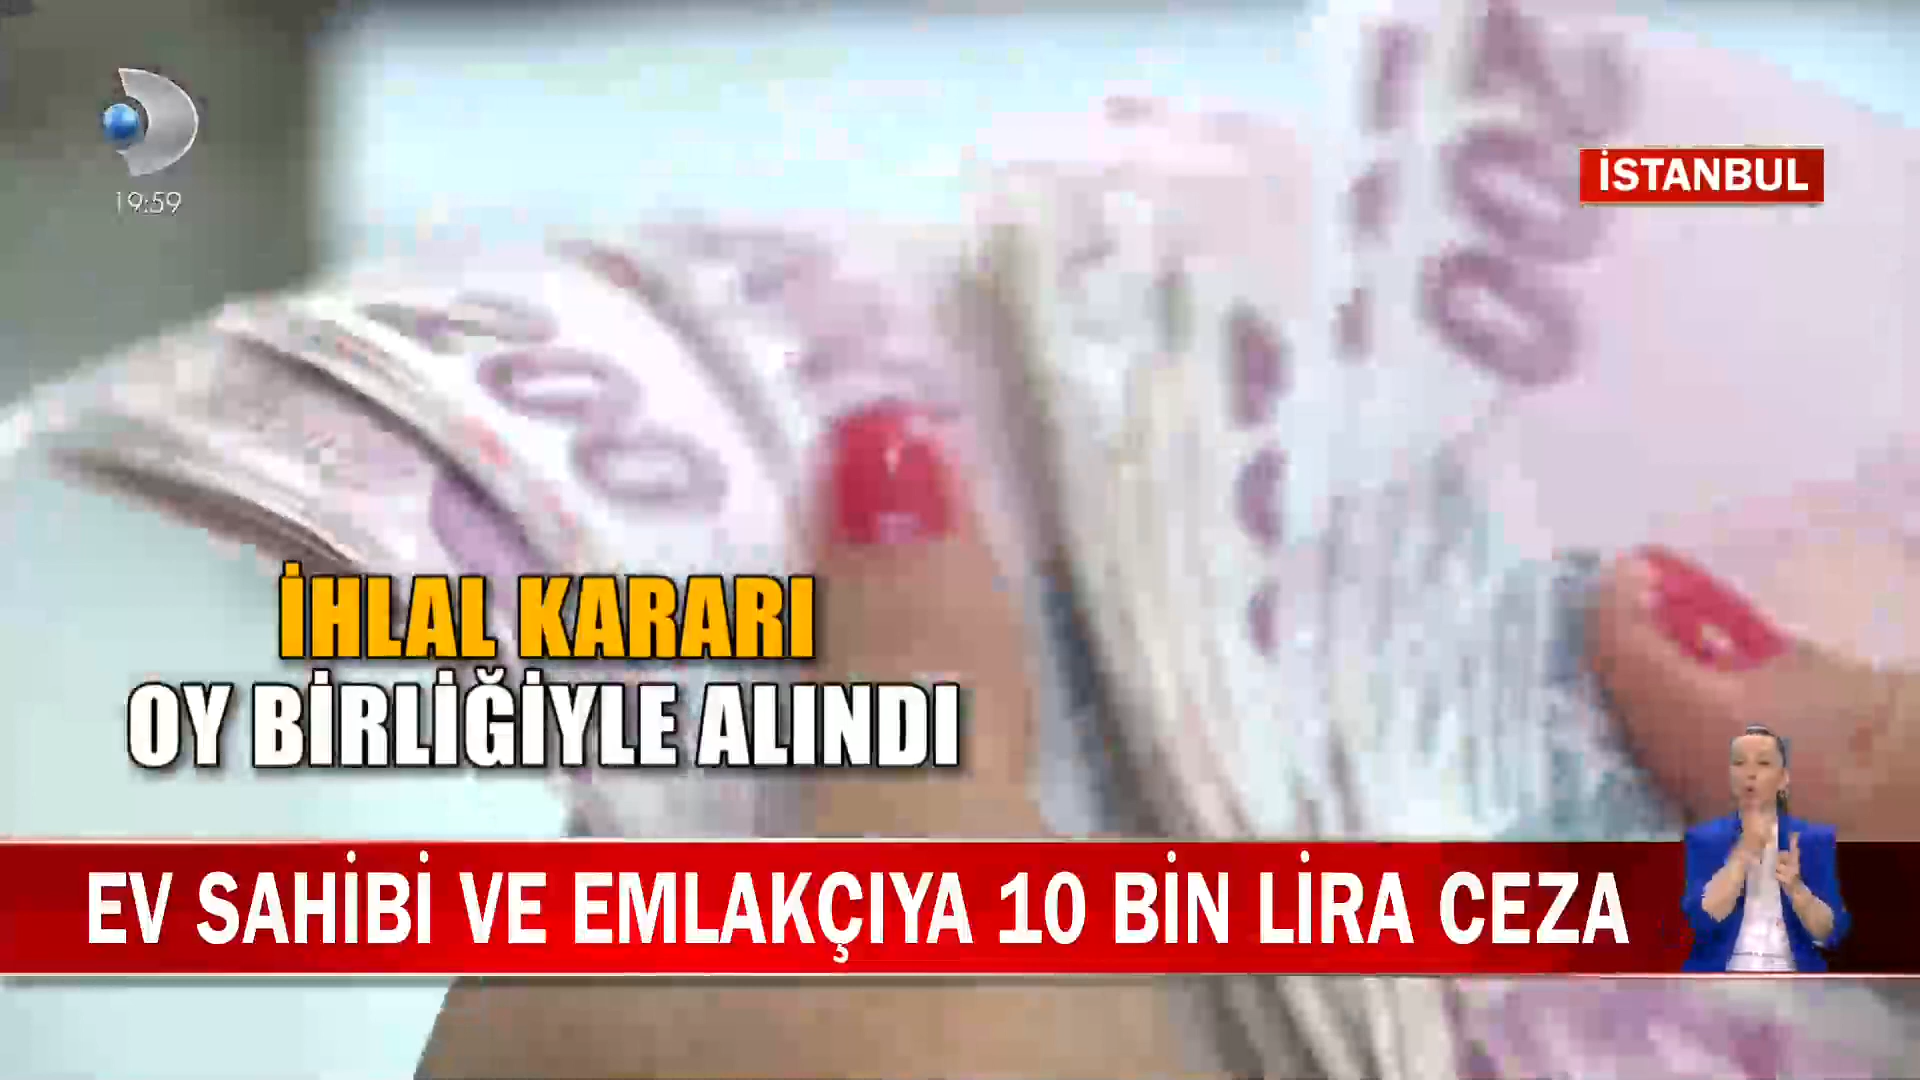 19:59
İSTANBUL
İHLAL KARARI
OY BİRLİĞİYLE ALINDI
EV SAHİBİ VE EMLAKÇIYA 10 BİN LİRA CEZA